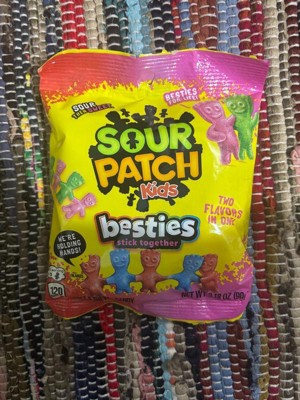 SOUR
THEN SWEET
BESTIES
FOR LIFE!
SOUR
PATCH
Kids
besties
stick together
TWO
FLAVORS
IN ONE
WE'RE
HOLDING
HANDS!
120
NET WT